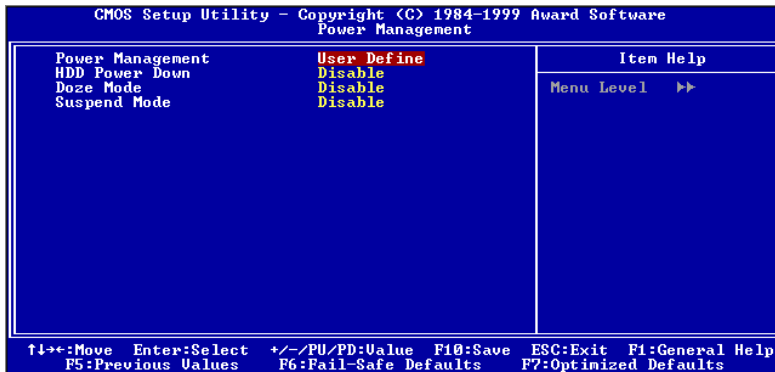 CMOS Setup Utility - Copyright (C) 1984-1999 Award Software
Power Management
Power Management User Define
HDD Power Down Disable
Doze Mode Disable
Suspend Mode Disable
Item Help
Menu Level ▶▶
↑↓→←:Move Enter:Select +/-/PU/PD:Value F10:Save ESC:Exit F1:General Help
F5:Previous Values F6:Fail-Safe Defaults F7:Optimized Defaults